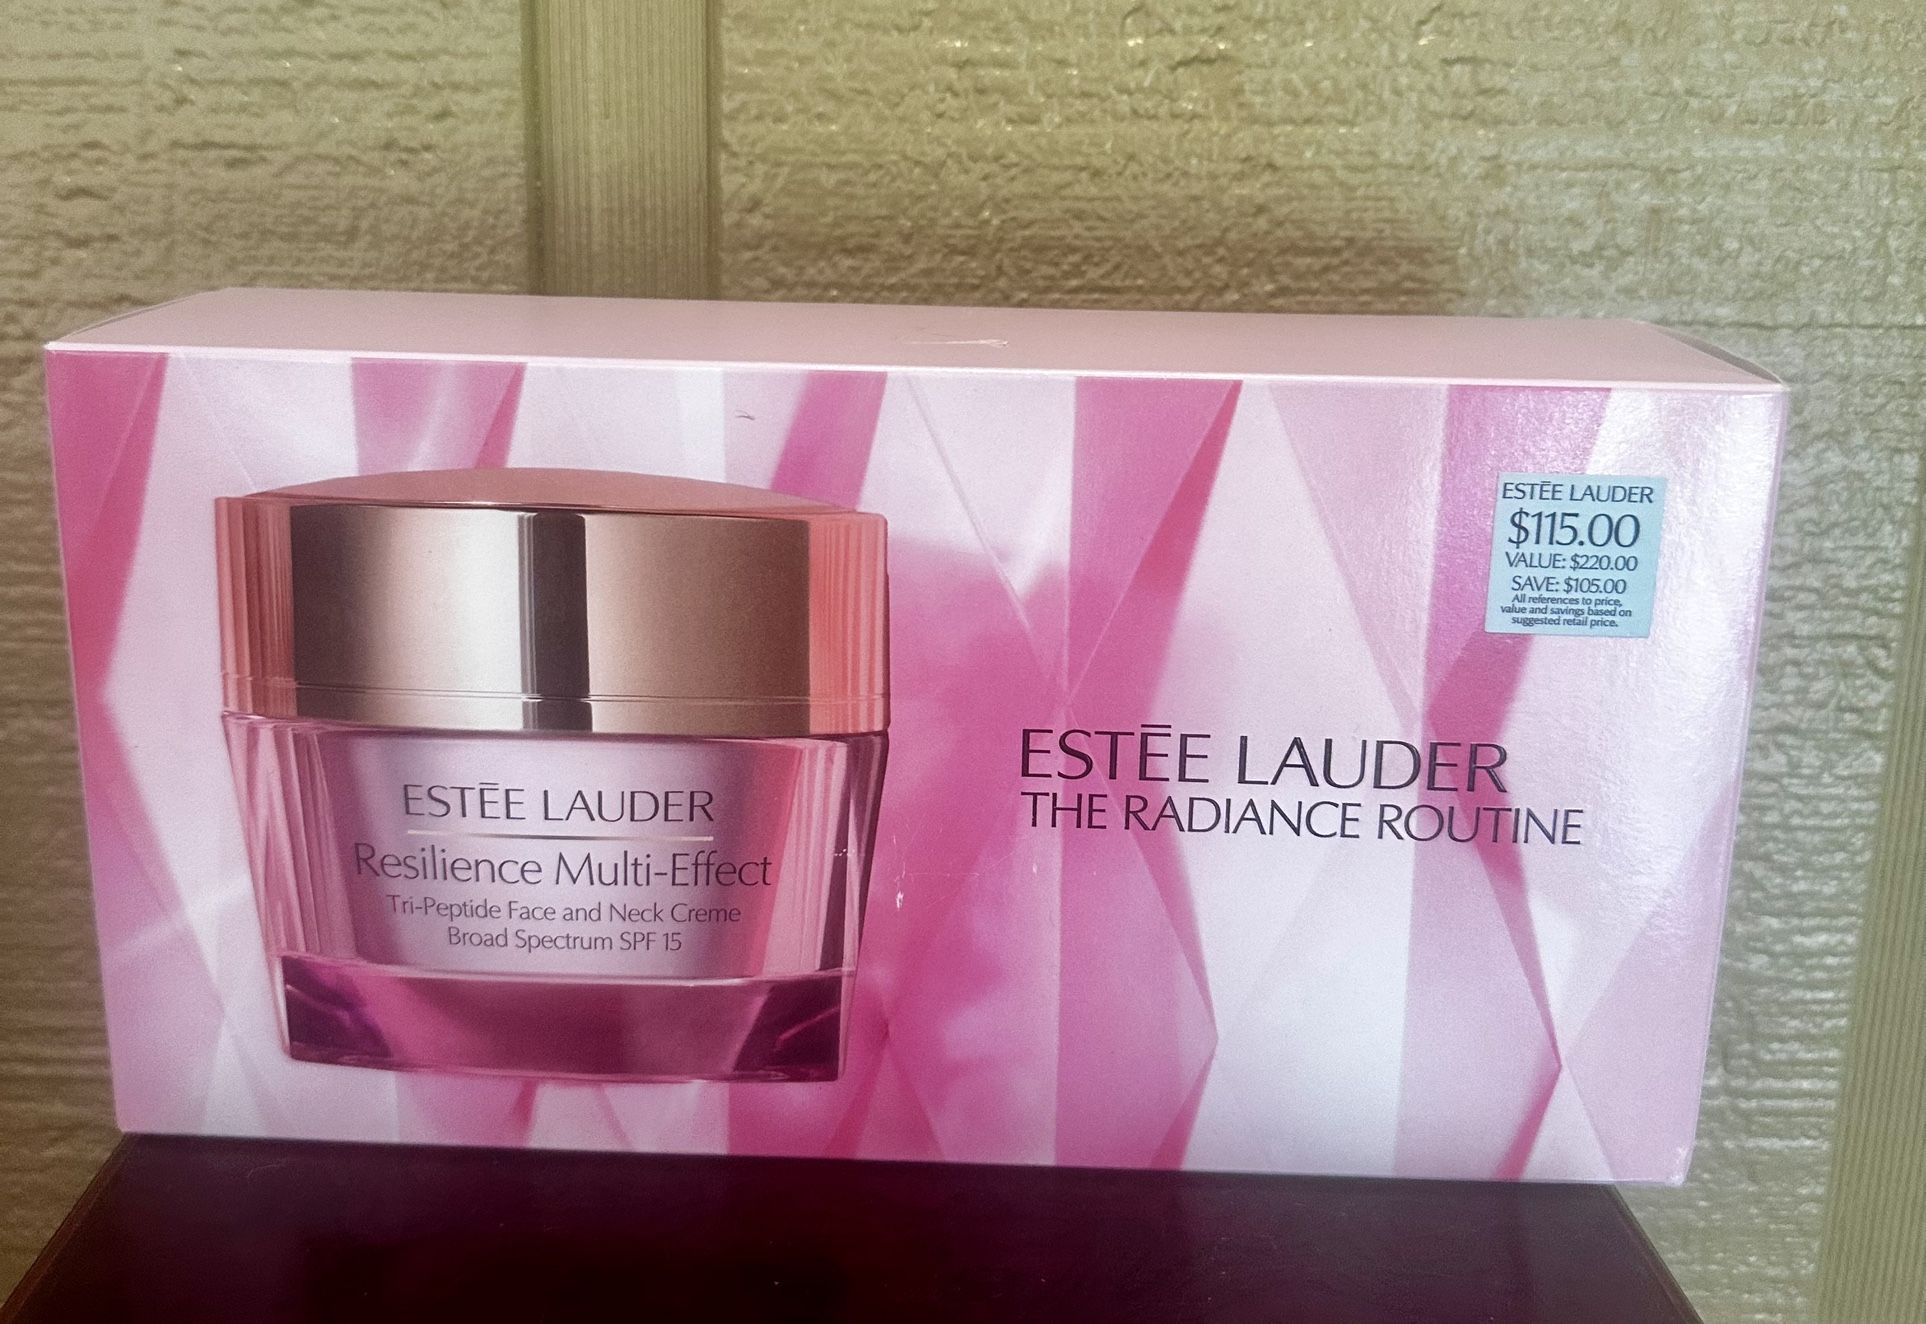 ESTĒE LAUDER
Resilience Multi-Effect
Tri-Peptide Face and Neck Creme
Broad Spectrum SPF 15
ESTĒE LAUDER
THE RADIANCE ROUTINE
ESTĒE LAUDER
$115.00
VALUE: $220.00
SAVE: $105.00
All references to price,
value and savings based on
suggested retail price.